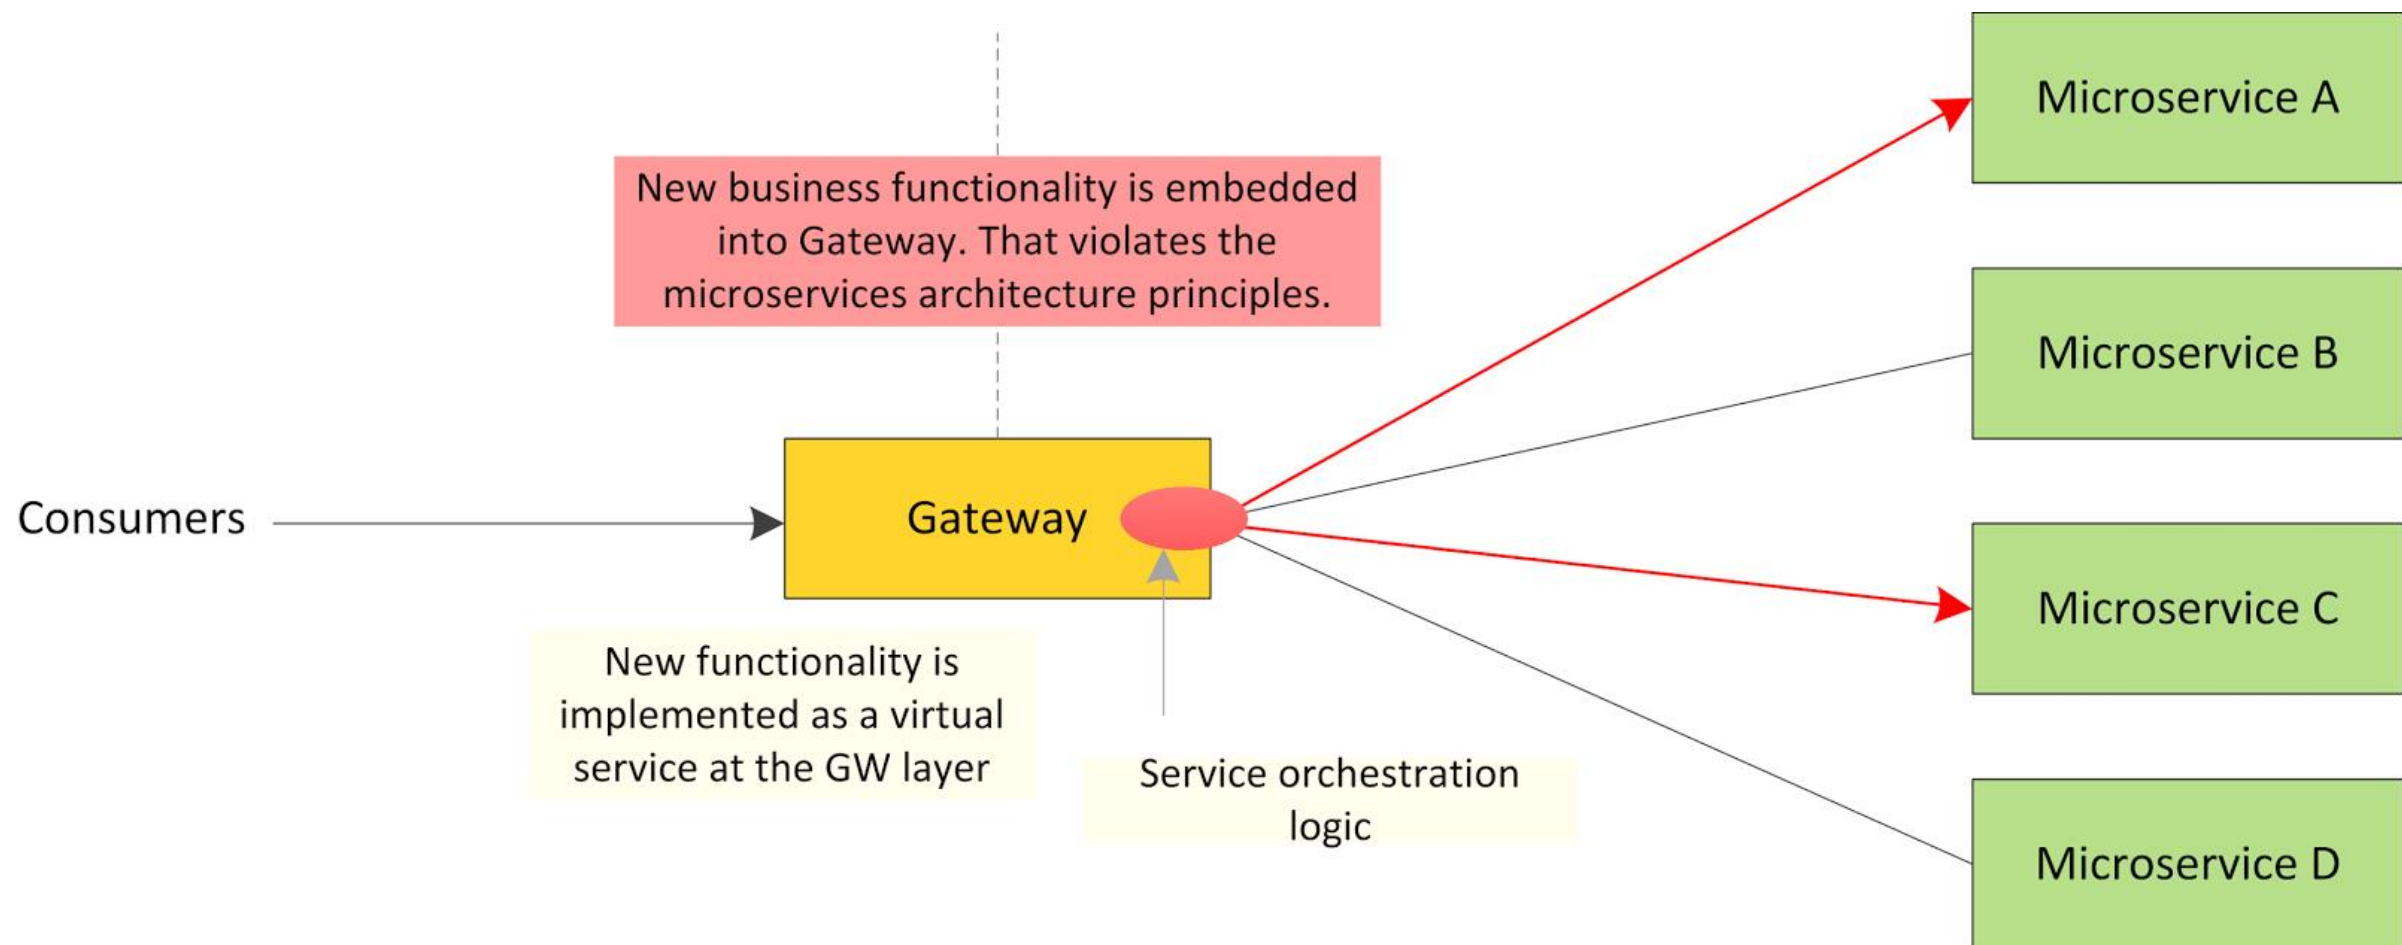 Microservice A
New business functionality is embedded
into Gateway. That violates the
microservices architecture principles.
Microservice B
Consumers
Gateway
Microservice C
New functionality is
implemented as a virtual
service at the GW layer
Service orchestration
logic
Microservice D